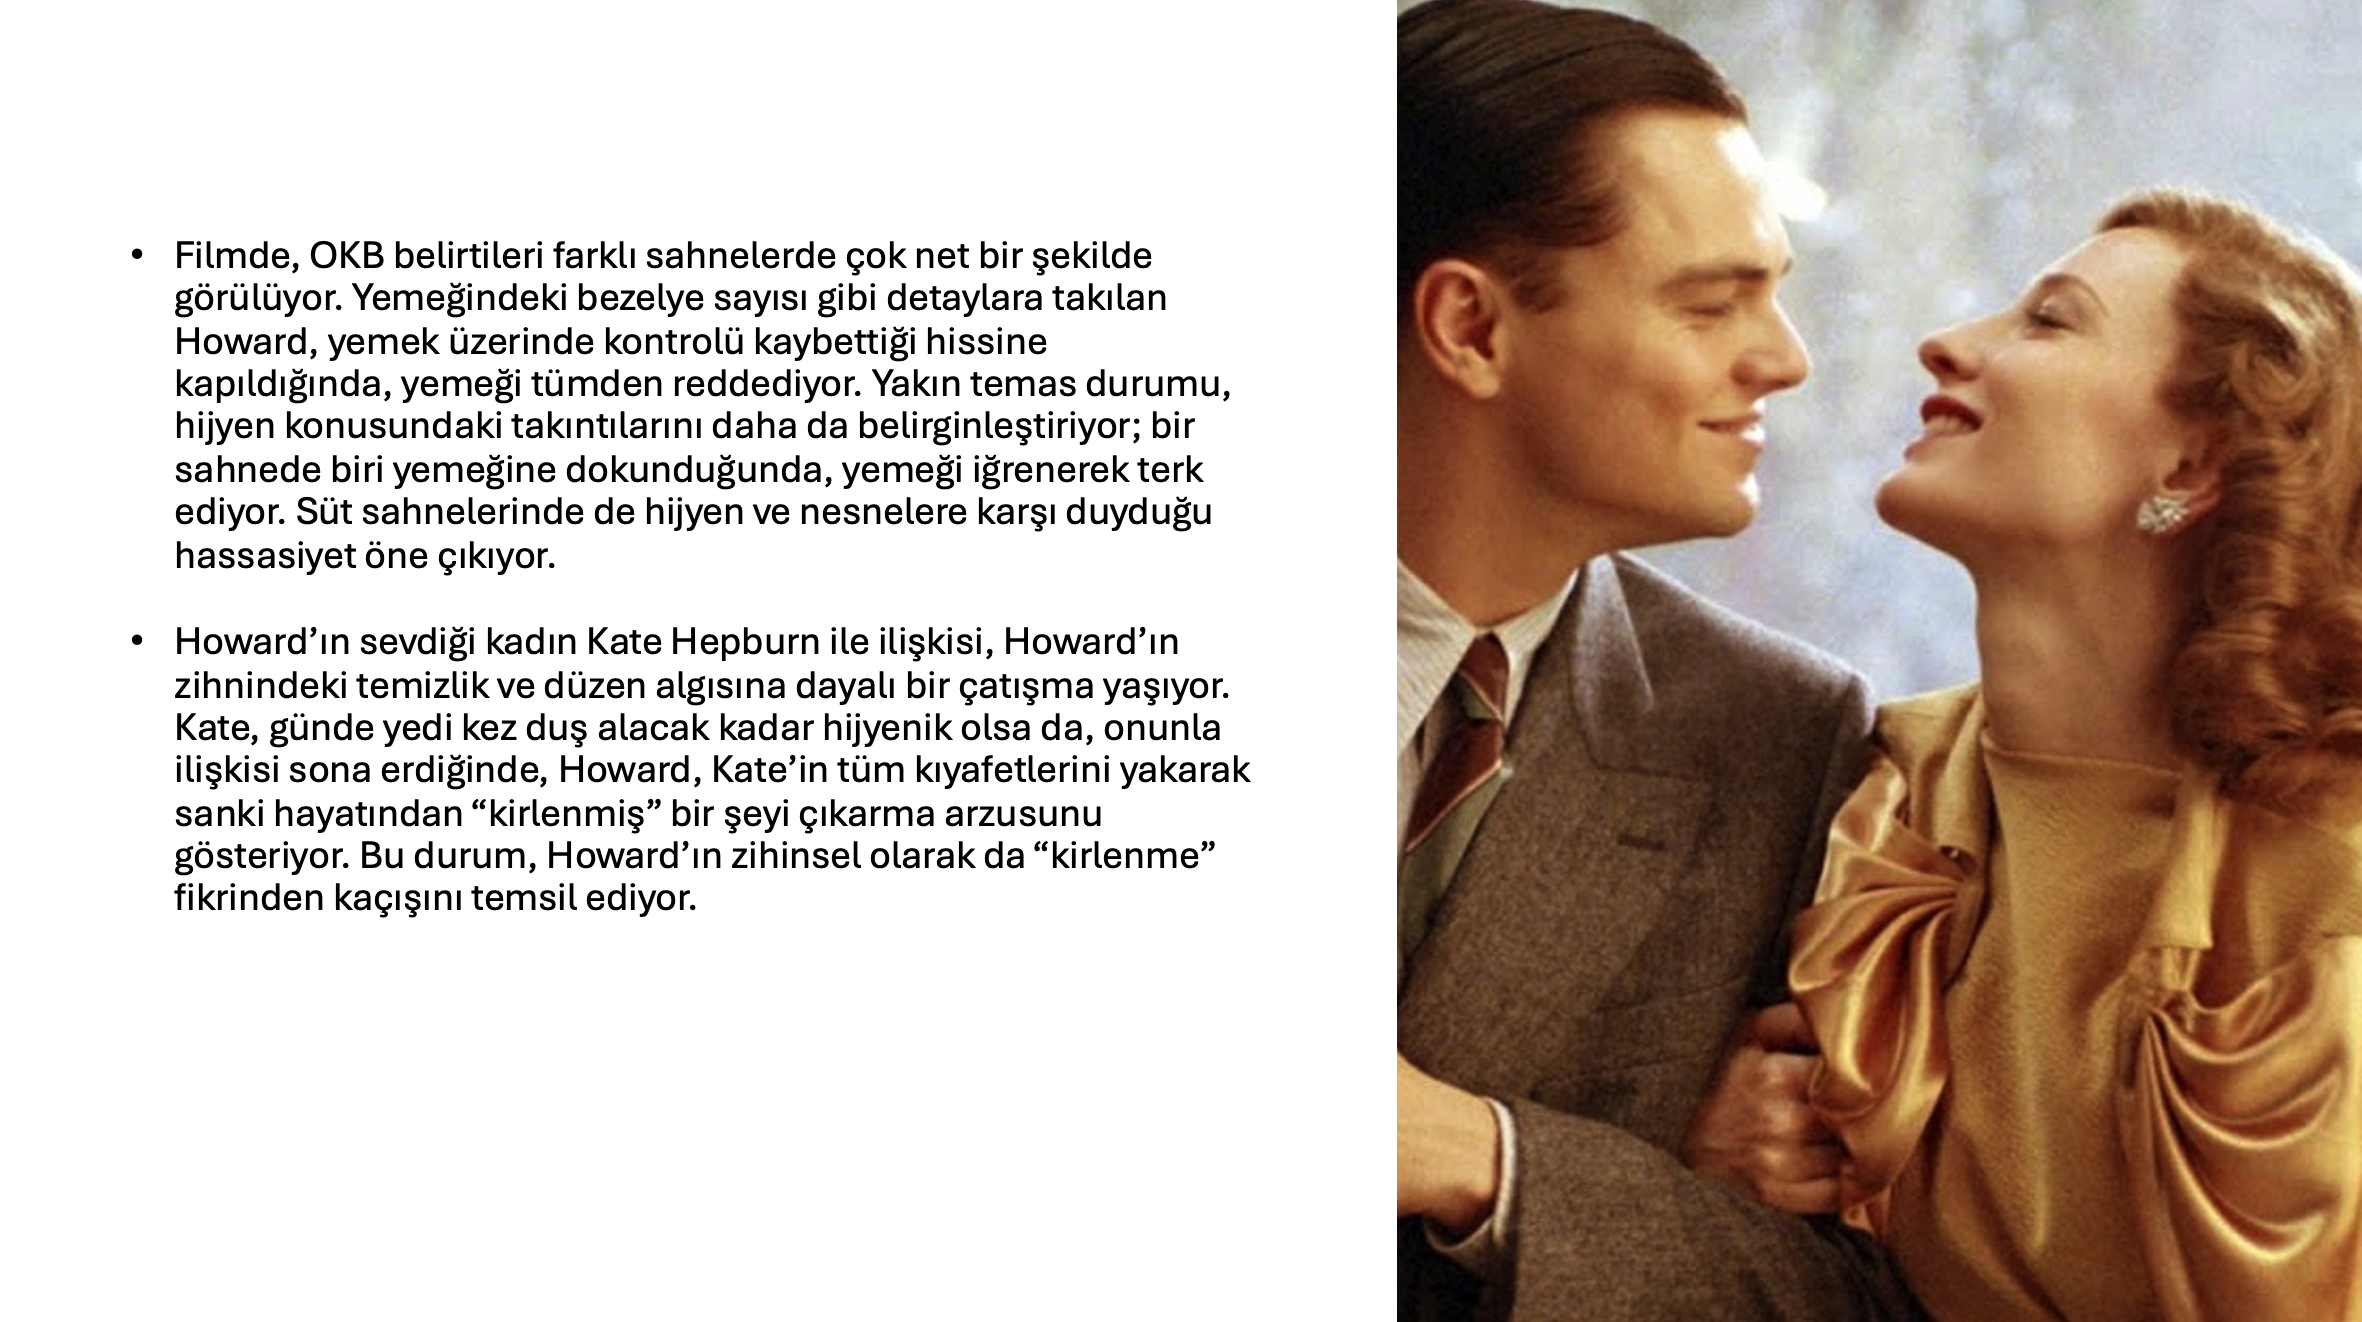 • Filmde, OKB belirtileri farklı sahnelerde çok net bir şekilde
görülüyor. Yemeğindeki bezelye sayısı gibi detaylara takılan
Howard, yemek üzerinde kontrolü kaybettiği hissine
kapıldığında, yemeği tümden reddediyor. Yakın temas durumu,
hijyen konusundaki takıntılarını daha da belirginleştiriyor; bir
sahnede biri yemeğine dokunduğunda, yemeği iğrenerek terk
ediyor. Süt sahnelerinde de hijyen ve nesnelere karşı duyduğu
hassasiyet öne çıkıyor.
• Howard’ın sevdiği kadın Kate Hepburn ile ilişkisi, Howard’ın
zihnindeki temizlik ve düzen algısına dayalı bir çatışma yaşıyor.
Kate, günde yedi kez duş alacak kadar hijyenik olsa da, onunla
ilişkisi sona erdiğinde, Howard, Kate’in tüm kıyafetlerini yakarak
sanki hayatından “kirlenmiş” bir şeyi çıkarma arzusunu
gösteriyor. Bu durum, Howard’ın zihinsel olarak da “kirlenme”
fikrinden kaçışını temsil ediyor.